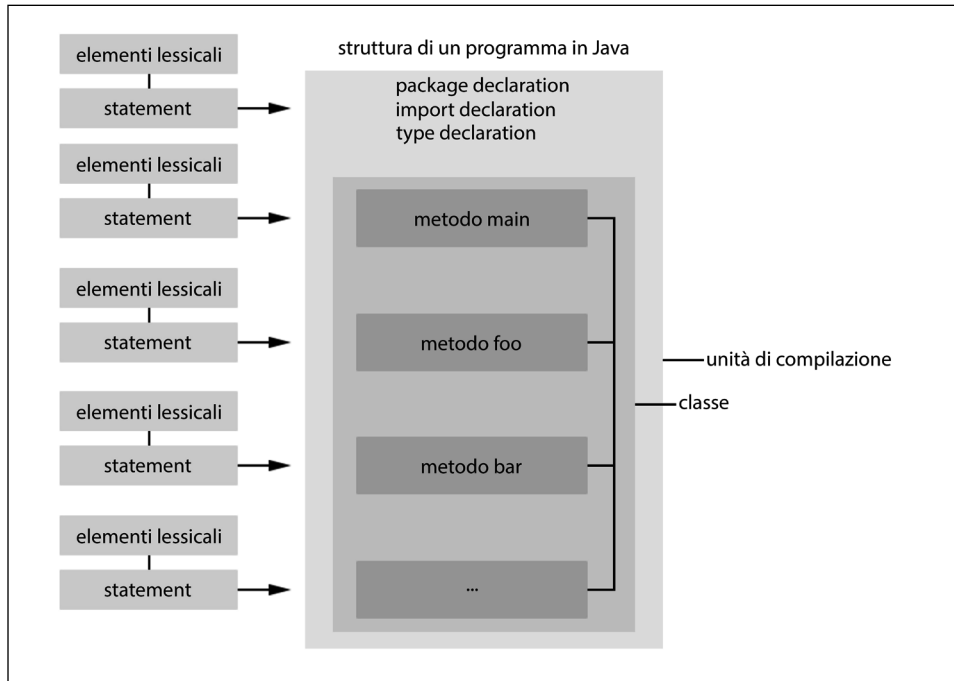 struttura di un programma in Java
elementi lessicali
statement
package declaration
import declaration
type declaration
elementi lessicali
statement
metodo main
elementi lessicali
statement
metodo foo
unità di compilazione
classe
elementi lessicali
statement
metodo bar
elementi lessicali
statement
...